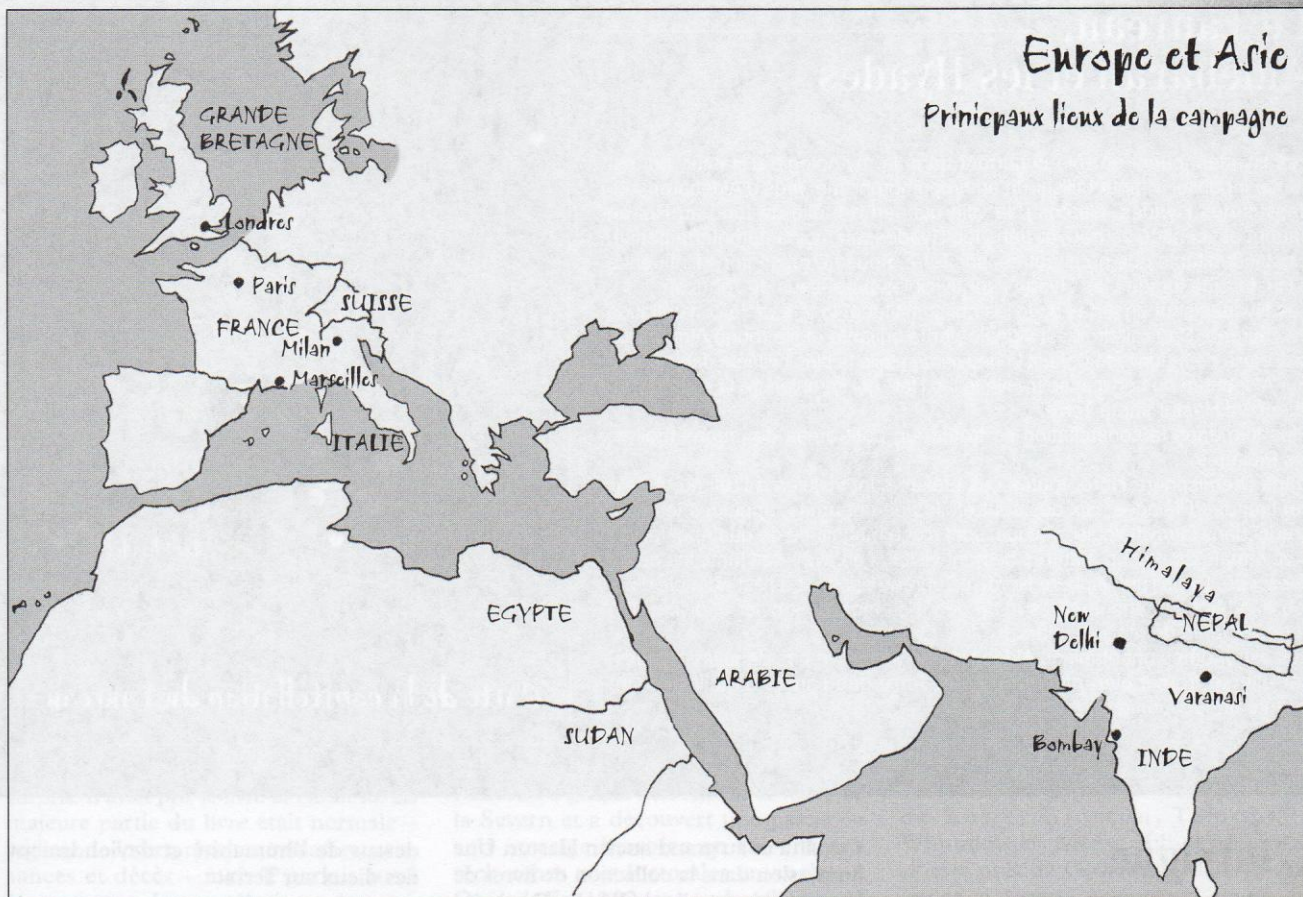 Europe et Asie
Prinicpaux lieux de la campagne
GRANDE
BRETAGNE
Londres
Paris
SUISSE
FRANCE
Milan
Marseilles
ITALIE
Himalaya
EGYPTE
New
Delhi
NEPAL
ARABIE
Varanasi
SUDAN
Bombay
INDE